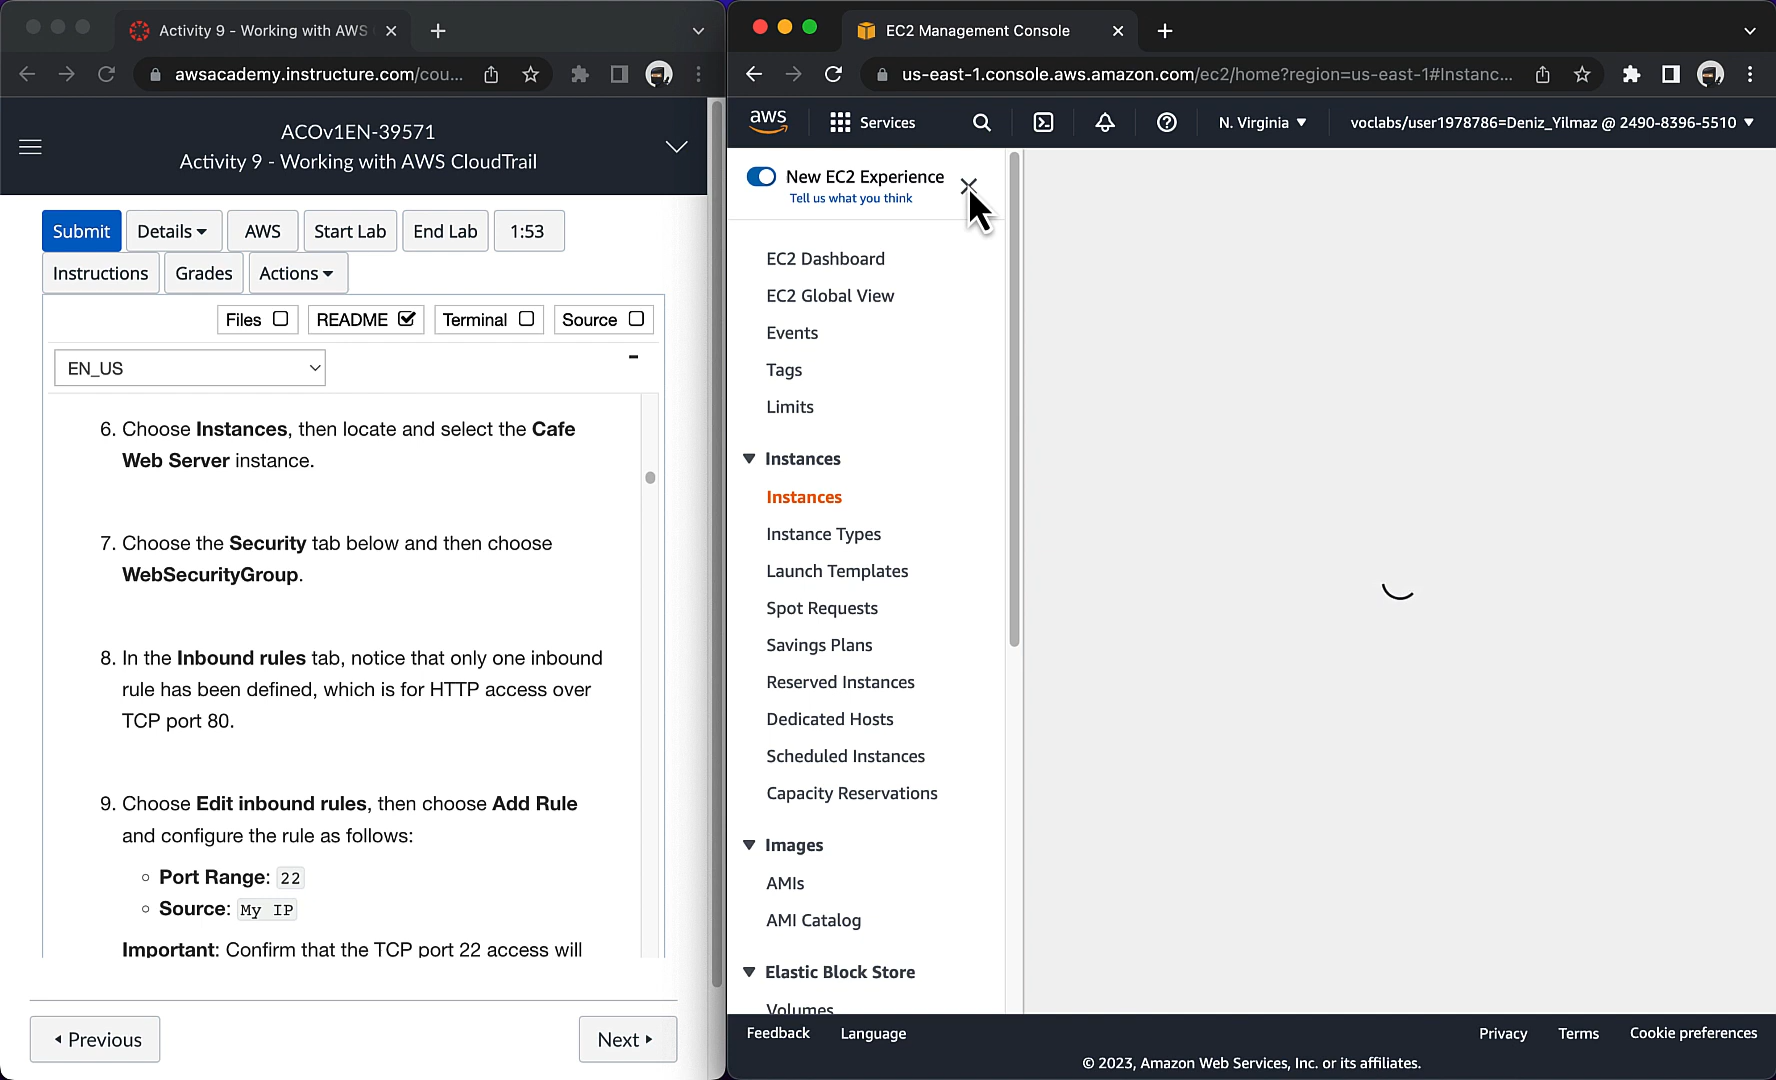 Activity 9 - Working with AWS
awsacademy.instructure.com/cou...
ACOv1EN-39571
Activity 9 - Working with AWS CloudTrail
Submit
Details
AWS
Start Lab
End Lab
1:53
Instructions
Grades
Actions
Files
README
Terminal
Source
EN_US
6. Choose Instances, then locate and select the Cafe
Web Server instance.
7. Choose the Security tab below and then choose
WebSecurityGroup.
8. In the Inbound rules tab, notice that only one inbound
rule has been defined, which is for HTTP access over
TCP port 80.
9. Choose Edit inbound rules, then choose Add Rule
and configure the rule as follows:
Port Range: 22
Source: My IP
Important: Confirm that the TCP port 22 access will
Previous
Next
EC2 Management Console
us-east-1.console.aws.amazon.com/ec2/home?region=us-east-1#Instanc...
aws
Services
N. Virginia
voclabs/user1978786=Deniz_Yilmaz @ 2490-8396-5510
New EC2 Experience
Tell us what you think
EC2 Dashboard
EC2 Global View
Events
Tags
Limits
Instances
Instances
Instance Types
Launch Templates
Spot Requests
Savings Plans
Reserved Instances
Dedicated Hosts
Scheduled Instances
Capacity Reservations
Images
AMIs
AMI Catalog
Elastic Block Store
Volumes
Feedback
Language
Privacy
Terms
Cookie preferences
© 2023, Amazon Web Services, Inc. or its affiliates.